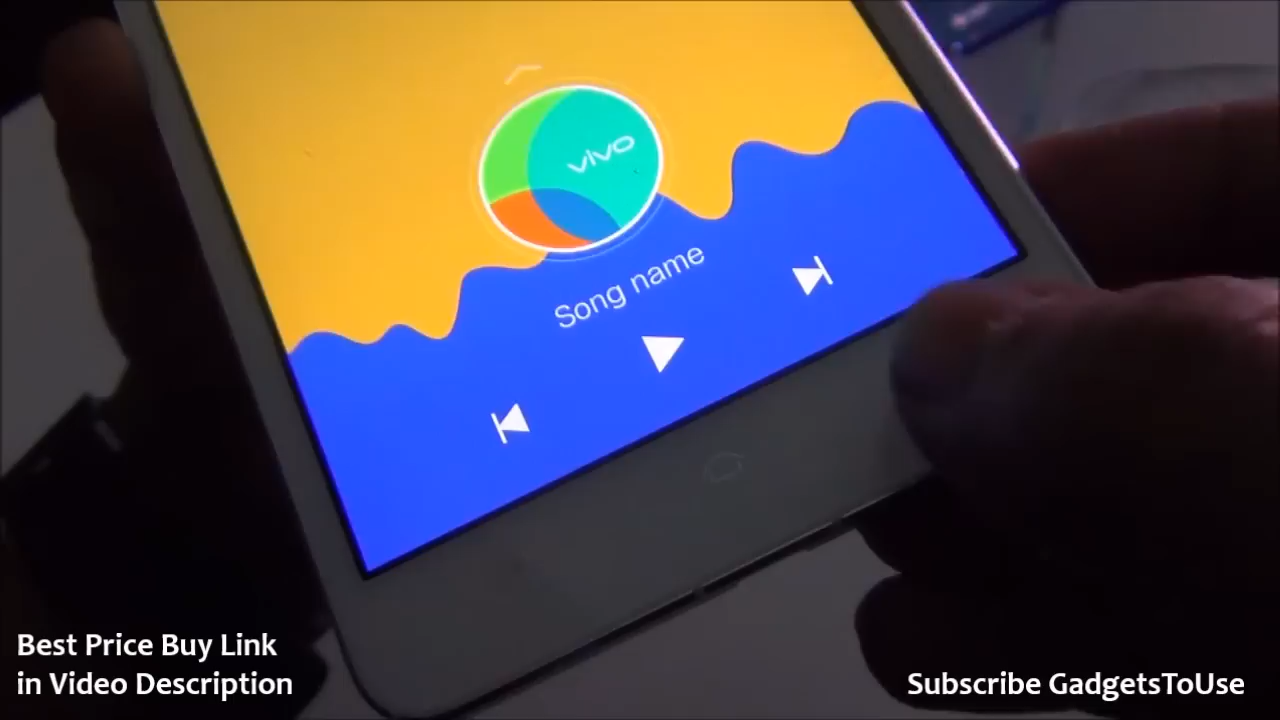 vivo
Song name
Best Price Buy Link
in Video Description
Subscribe GadgetsToUse